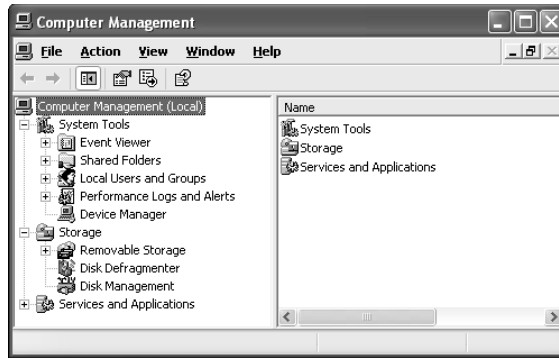 Computer Management
File Action View Window Help
Computer Management (Local)
System Tools
Event Viewer
Shared Folders
Local Users and Groups
Performance Logs and Alerts
Device Manager
Storage
Removable Storage
Disk Defragmenter
Disk Management
Services and Applications
Name
System Tools
Storage
Services and Applications